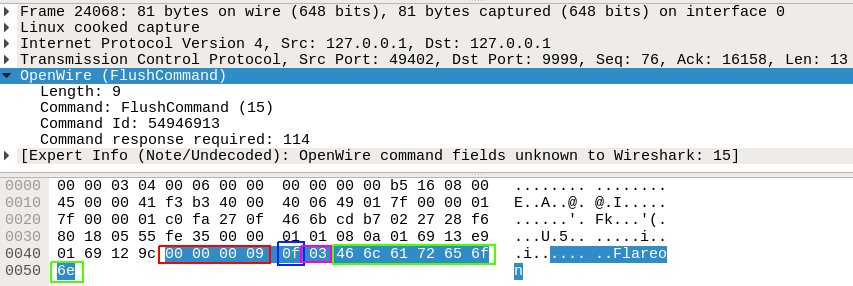 Frame 24068: 81 bytes on wire (648 bits), 81 bytes captured (648 bits) on interface 0
Linux cooked capture
Internet Protocol Version 4, Src: 127.0.0.1, Dst: 127.0.0.1
Transmission Control Protocol, Src Port: 49402, Dst Port: 9999, Seq: 76, Ack: 16158, Len: 13
OpenWire (FlushCommand)
Length: 9
Command: FlushCommand (15)
Command Id: 54946913
Command response required: 114
[Expert Info (Note/Undecoded): OpenWire command fields unknown to Wireshark: 15]
0000 00 00 03 04 00 06 00 00 00 00 00 00 b5 16 08 00 ........ ........
0010 45 00 00 41 f3 b3 40 00 40 06 49 01 7f 00 00 01 E..A..@. @.I.....
0020 7f 00 00 01 c0 fa 27 0f 46 6b cd b7 02 27 28 f6 ......'. Fk...'(.
0030 80 18 05 55 fe 35 00 00 01 01 08 0a 01 69 13 e9 ...U.5.. .....i..
0040 01 69 12 9c 00 00 00 09 0f 03 46 6c 61 72 65 6f .i...... ..Flareo
0050 6e n